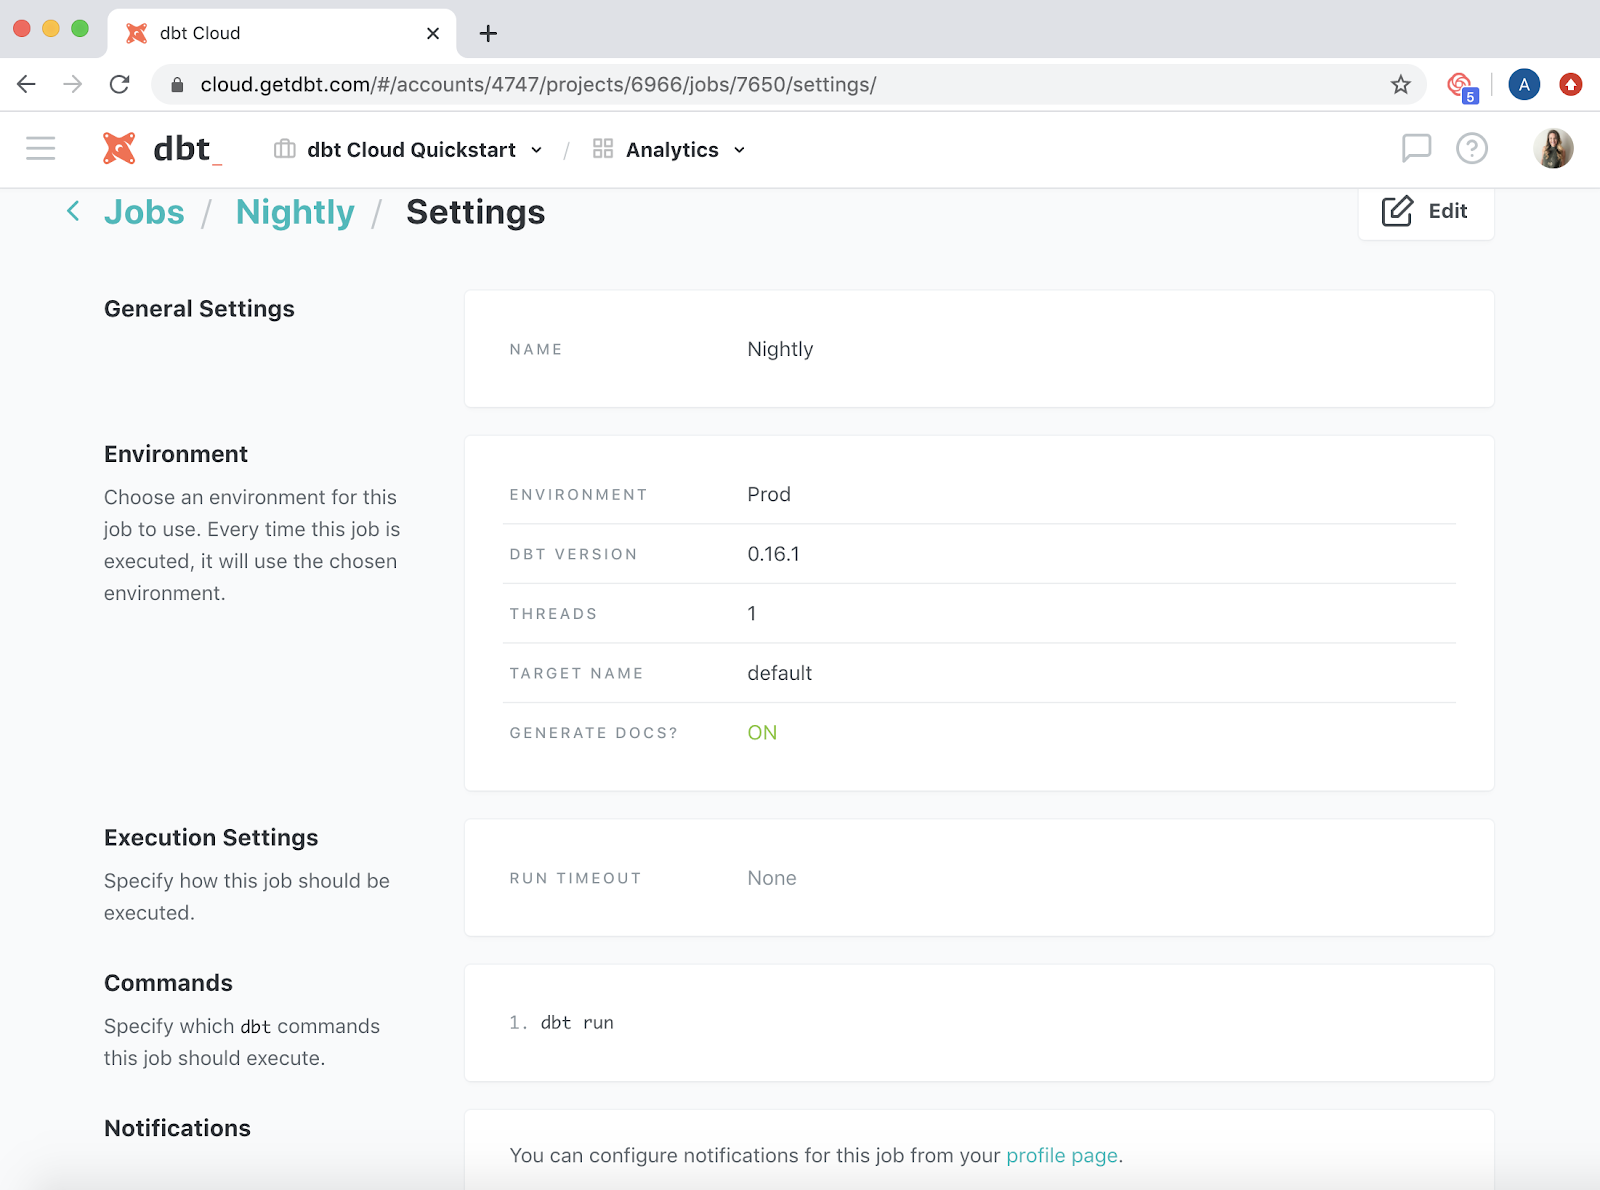 dbt Cloud
cloud.getdbt.com/#/accounts/4747/projects/6966/jobs/7650/settings/
5
A
dbt_
dbt Cloud Quickstart / Analytics
Jobs / Nightly / Settings
Edit
General Settings
NAME Nightly
Environment
Choose an environment for this
job to use. Every time this job is
executed, it will use the chosen
environment.
ENVIRONMENT Prod
DBT VERSION 0.16.1
THREADS 1
TARGET NAME default
GENERATE DOCS? ON
Execution Settings
Specify how this job should be
executed.
RUN TIMEOUT None
Commands
Specify which dbt commands
this job should execute.
1. dbt run
Notifications
You can configure notifications for this job from your profile page.